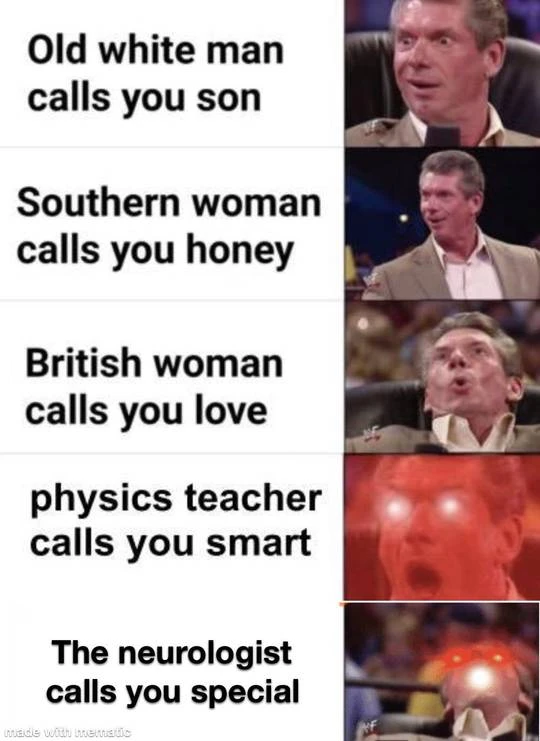 Old white man
calls you son
Southern woman
calls you honey
British woman
calls you love
physics teacher
calls you smart
The neurologist
calls you special
made with mematic